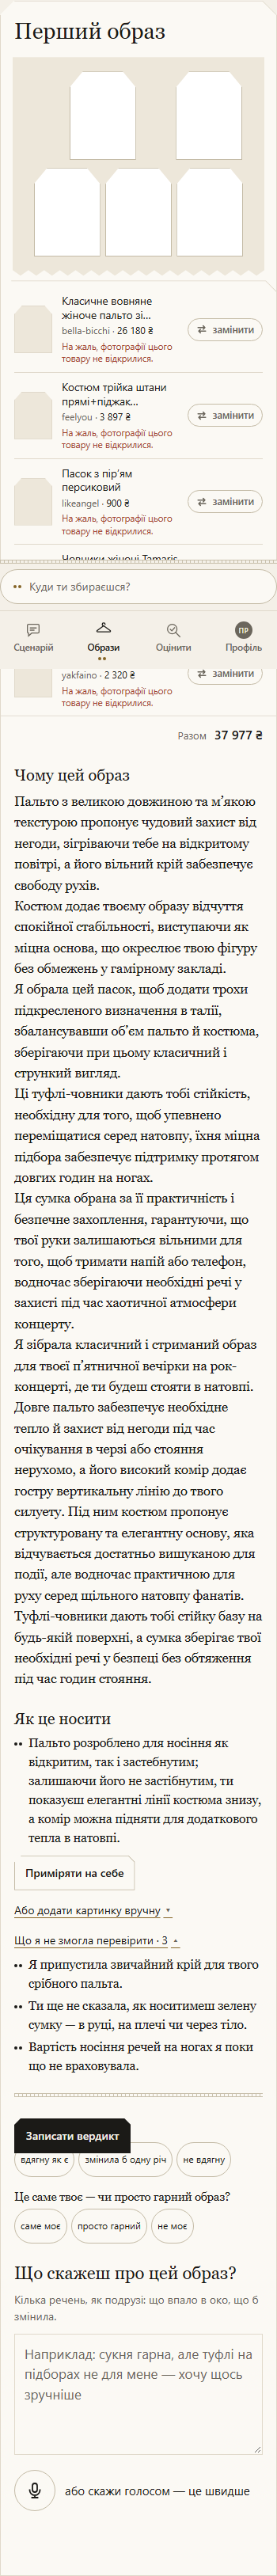 Перший образ
Класичне вовняне
жіноче пальто зі...
bella-bicchi · 26 180 ₴
На жаль, фотографії цього
товару не відкрилися.
замінити
Костюм трійка штани
прямі+піджак...
feelyou · 3 897 ₴
На жаль, фотографії цього
товару не відкрилися.
замінити
Пасок з пір'ям
персиковий
likeangel · 900 ₴
На жаль, фотографії цього
товару не відкрилися.
замінити
Куди ти збираєшся?
Сценарій
Образи
Оцінити
ПР
Профіль
yakfaino · 2 320 ₴
На жаль, фотографії цього
товару не відкрилися.
замінити
Разом 37 977 ₴
Чому цей образ
Пальто з великою довжиною та м’якою
текстурою пропонує чудовий захист від
негоди, зігріваючи тебе на відкритому
повітрі, а його вільний крій забезпечує
свободу рухів.
Костюм додає твоєму образу відчуття
спокійної стабільності, виступаючи як
міцна основа, що окреслює твою фігуру
без обмежень у гамірному закладі.
Я обрала цей пасок, щоб додати трохи
підкресленого визначення в талії,
збалансувавши об’єм пальто й костюма,
зберігаючи при цьому класичний і
стрункий вигляд.
Ці туфлі-човники дають тобі стійкість,
необхідну для того, щоб упевнено
переміщатися серед натовпу, їхня міцна
підбора забезпечує підтримку протягом
довгих годин на ногах.
Ця сумка обрана за її практичність і
безпечне захоплення, гарантуючи, що
твої руки залишаються вільними для
того, щоб тримати напій або телефон,
водночас зберігаючи необхідні речі у
захисті під час хаотичної атмосфери
концерту.
Я зібрала класичний і стриманий образ
для твоєї п’ятничної вечірки на рок-
концерті, де ти будеш стояти в натовпі.
Довге пальто забезпечує необхідне
тепло й захист від негоди під час
очікування в черзі або стояння
нерухомо, а його високий комір додає
гостру вертикальну лінію до твого
силуету. Під ним костюм пропонує
структуровану та елегантну основу, яка
відчувається достатньо вишуканою для
події, але водночас практичною для
руху серед щільного натовпу фанатів.
Туфлі-човники дають тобі стійку базу на
будь-якій поверхні, а сумка зберігає твої
необхідні речі у безпеці без обтяження
під час годин стояння.
Як це носити
Пальто розроблено для носіння як
відкритим, так і застебнутим;
залишаючи його не застібнутим, ти
показуєш елегантні лінії костюма знизу,
а комір можна підняти для додаткового
тепла в натовпі.
Приміряти на себе
Або додати картинку вручну
Що я не змогла перевірити · 3
Я припустила звичайний крій для твого
срібного пальта.
Ти ще не сказала, як носитимеш зелену
сумку — в руці, на плечі чи через тіло.
Вартість носіння речей на ногах я поки
що не враховувала.
Записати вердикт
вдягну як є
змінила б одну річ
не вдягну
Це саме твоє — чи просто гарний образ?
саме моє
просто гарний
не моє
Що скажеш про цей образ?
Кілька речень, як подрузі: що впало в око, що б
змінила.
Наприклад: сукня гарна, але туфлі на
підборах не для мене — хочу щось
зручніше
або скажи голосом — це швидше